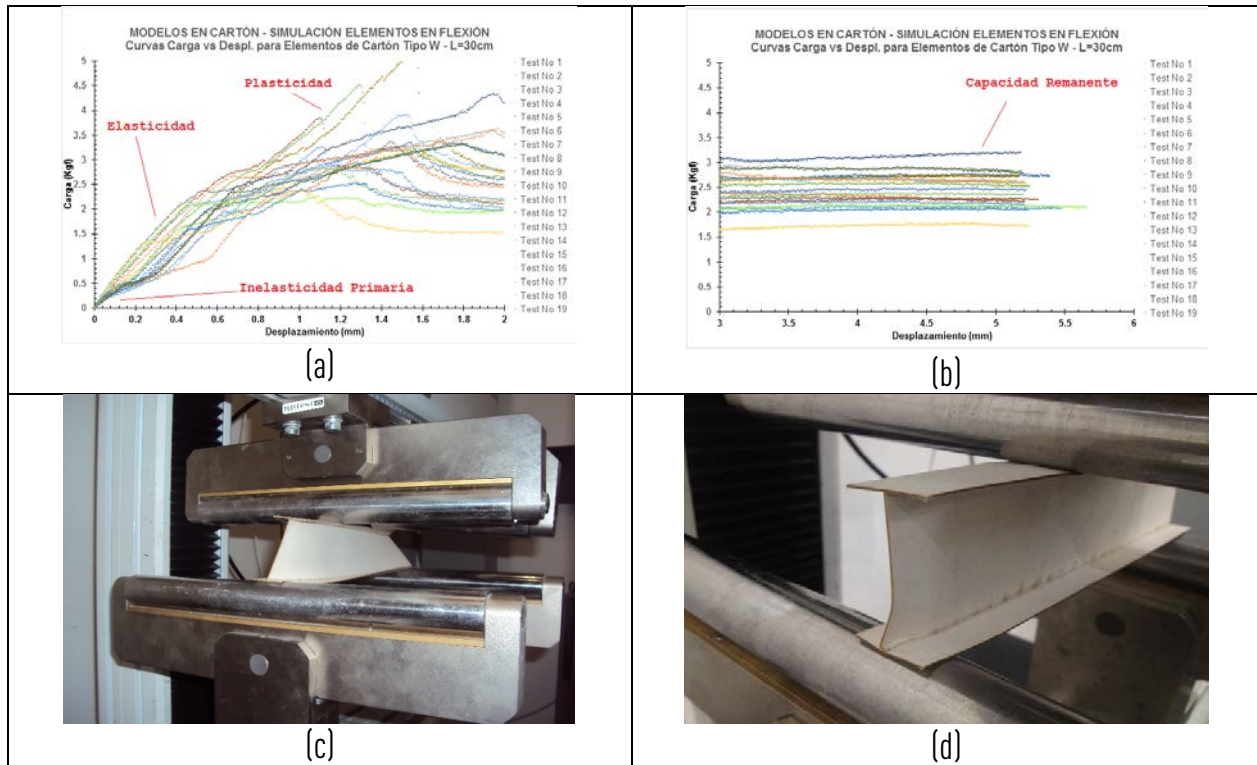 MODELOS EN CARTÓN - SIMULACIÓN ELEMENTOS EN FLEXIÓN
Curvas Carga vs Despl. para Elementos de Cartón Tipo W - L=30cm
Carga (Kgf)
5
4.5
4
3.5
3
2.5
2
1.5
1
0.5
0
Plasticidad
Elasticidad
Inelasticidad Primaria
0 0.2 0.4 0.6 0.8 1 1.2 1.4 1.6 1.8 2
Desplazamiento (mm)
Test No 1
Test No 2
Test No 3
Test No 4
Test No 5
Test No 6
Test No 7
Test No 8
Test No 9
Test No 10
Test No 11
Test No 12
Test No 13
Test No 14
Test No 15
Test No 16
Test No 17
Test No 18
Test No 19
(a)
MODELOS EN CARTÓN - SIMULACIÓN ELEMENTOS EN FLEXIÓN
Curvas Carga vs Despl. para Elementos de Cartón Tipo W - L=30cm
Carga (Kgf)
5
4.5
4
3.5
3
2.5
2
1.5
1
0.5
0
Capacidad Remanente
3 3.5 4 4.5 5 5.5 6
Desplazamiento (mm)
Test No 1
Test No 2
Test No 3
Test No 4
Test No 5
Test No 6
Test No 7
Test No 8
Test No 9
Test No 10
Test No 11
Test No 12
Test No 13
Test No 14
Test No 15
Test No 16
Test No 17
Test No 18
Test No 19
(b)
(c)
(d)